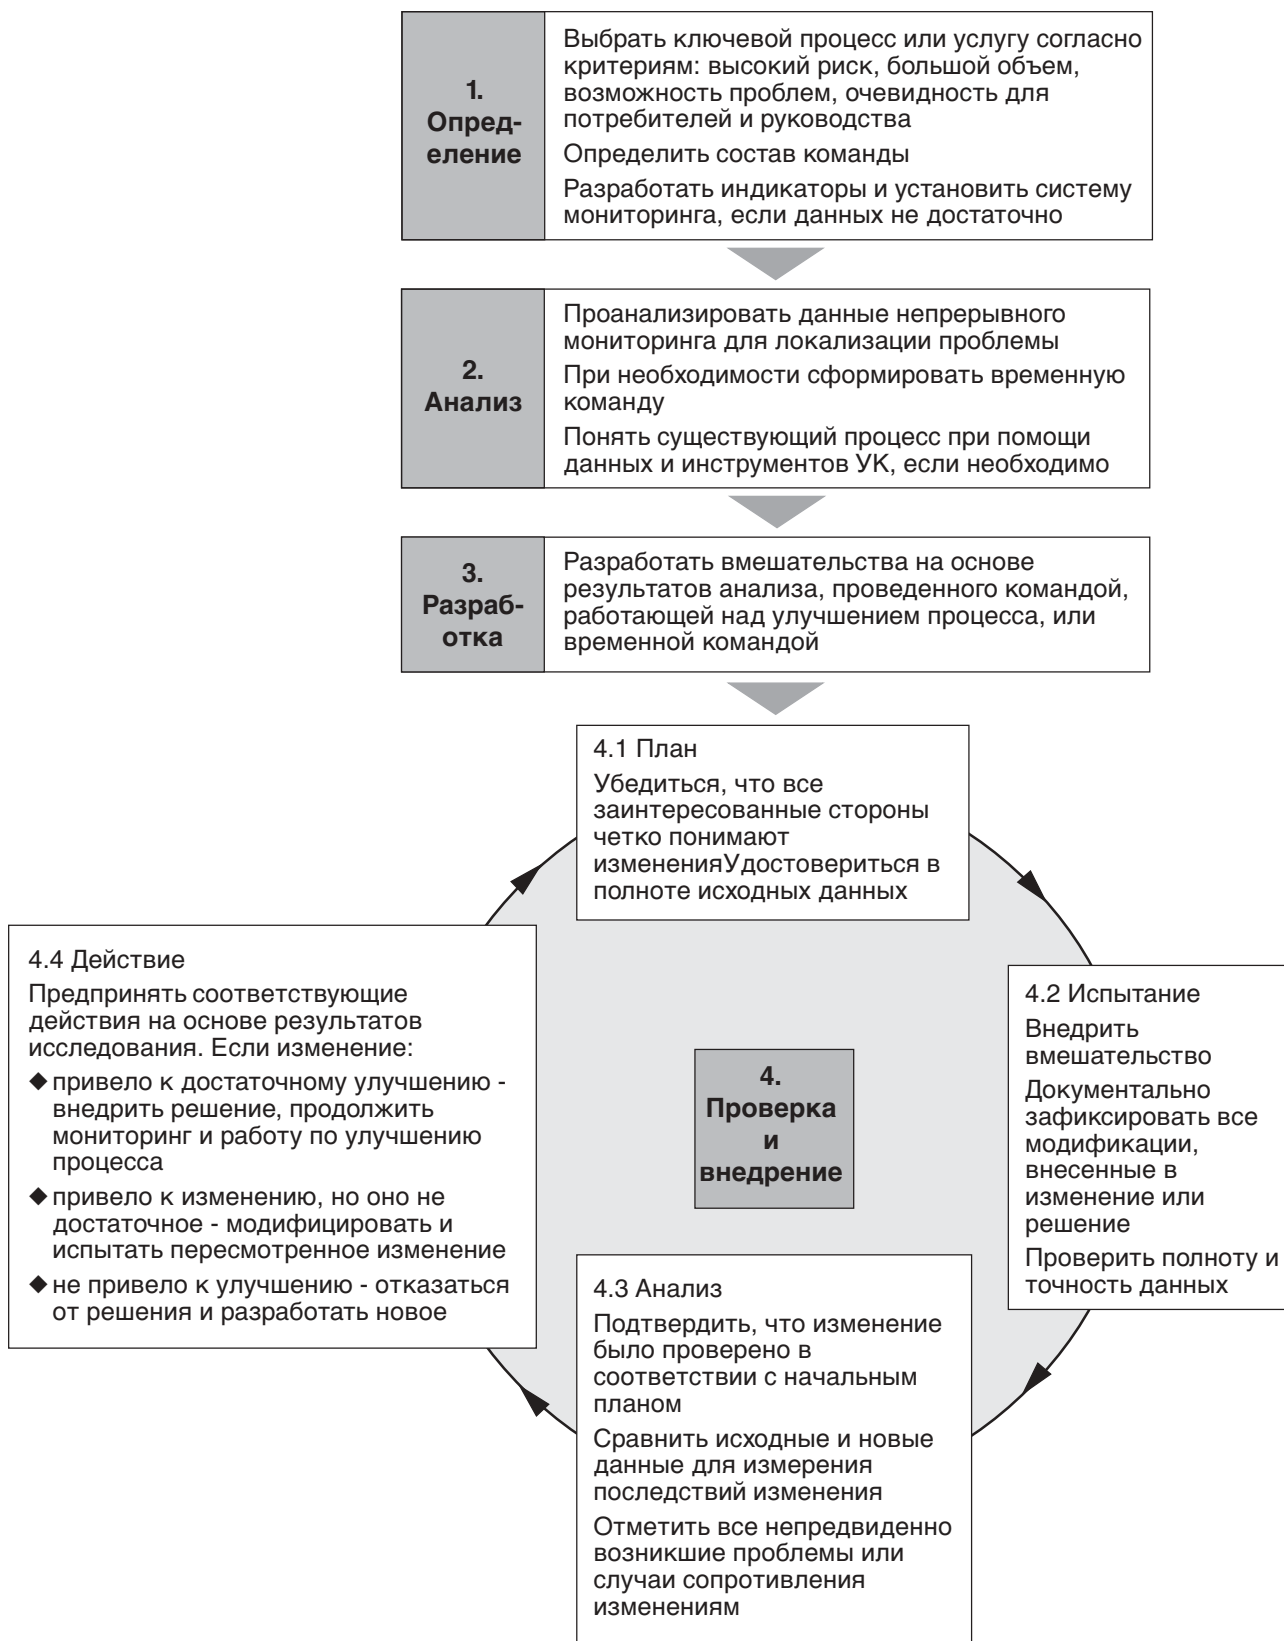 1.
Опред-
еление
Выбрать ключевой процесс или услугу согласно
критериям: высокий риск, большой объем,
возможность проблем, очевидность для
потребителей и руководства
Определить состав команды
Разработать индикаторы и установить систему
мониторинга, если данных не достаточно
2.
Анализ
Проанализировать данные непрерывного
мониторинга для локализации проблемы
При необходимости сформировать временную
команду
Понять существующий процесс при помощи
данных и инструментов УК, если необходимо
3.
Разраб-
отка
Разработать вмешательства на основе
результатов анализа, проведенного командой,
работающей над улучшением процесса, или
временной командой
4.1 План
Убедиться, что все
заинтересованные стороны
четко понимают
измененияУдостовериться в
полноте исходных данных
4.
Проверка
и
внедрение
4.2 Испытание
Внедрить
вмешательство
Документально
зафиксировать все
модификации,
внесенные в
изменение или
решение
Проверить полноту и
точность данных
4.3 Анализ
Подтвердить, что изменение
было проверено в
соответствии с начальным
планом
Сравнить исходные и новые
данные для измерения
последствий изменения
Отметить все непредвиденно
возникшие проблемы или
случаи сопротивления
изменениям
4.4 Действие
Предпринять соответствующие
действия на основе результатов
исследования. Если изменение:
◆ привело к достаточному улучшению -
внедрить решение, продолжить
мониторинг и работу по улучшению
процесса
◆ привело к изменению, но оно не
достаточное - модифицировать и
испытать пересмотренное изменение
◆ не привело к улучшению - отказаться
от решения и разработать новое